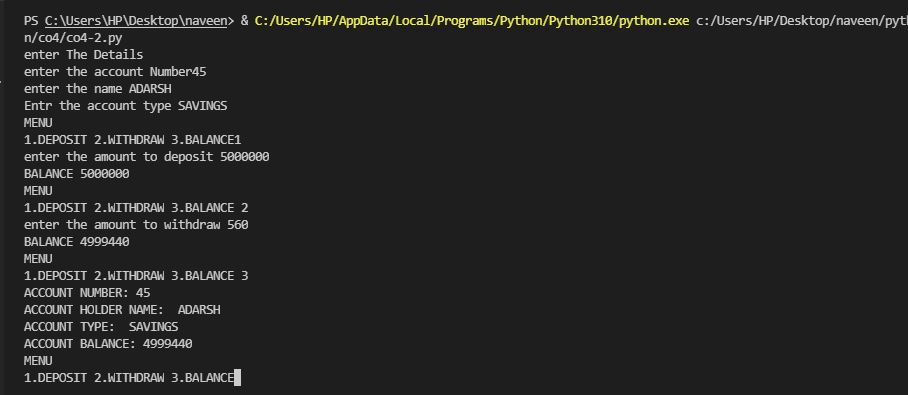 PS C:\Users\HP\Desktop\naveen> & C:/Users/HP/AppData/Local/Programs/Python/Python310/python.exe c:/Users/HP/Desktop/naveen/pyth
n/co4/co4-2.py
enter The Details
enter the account Number45
enter the name ADARSH
Entr the account type SAVINGS
MENU
1.DEPOSIT 2.WITHDRAW 3.BALANCE1
enter the amount to deposit 5000000
BALANCE 5000000
MENU
1.DEPOSIT 2.WITHDRAW 3.BALANCE 2
enter the amount to withdraw 560
BALANCE 4999440
MENU
1.DEPOSIT 2.WITHDRAW 3.BALANCE 3
ACCOUNT NUMBER: 45
ACCOUNT HOLDER NAME:  ADARSH
ACCOUNT TYPE:  SAVINGS
ACCOUNT BALANCE: 4999440
MENU
1.DEPOSIT 2.WITHDRAW 3.BALANCE